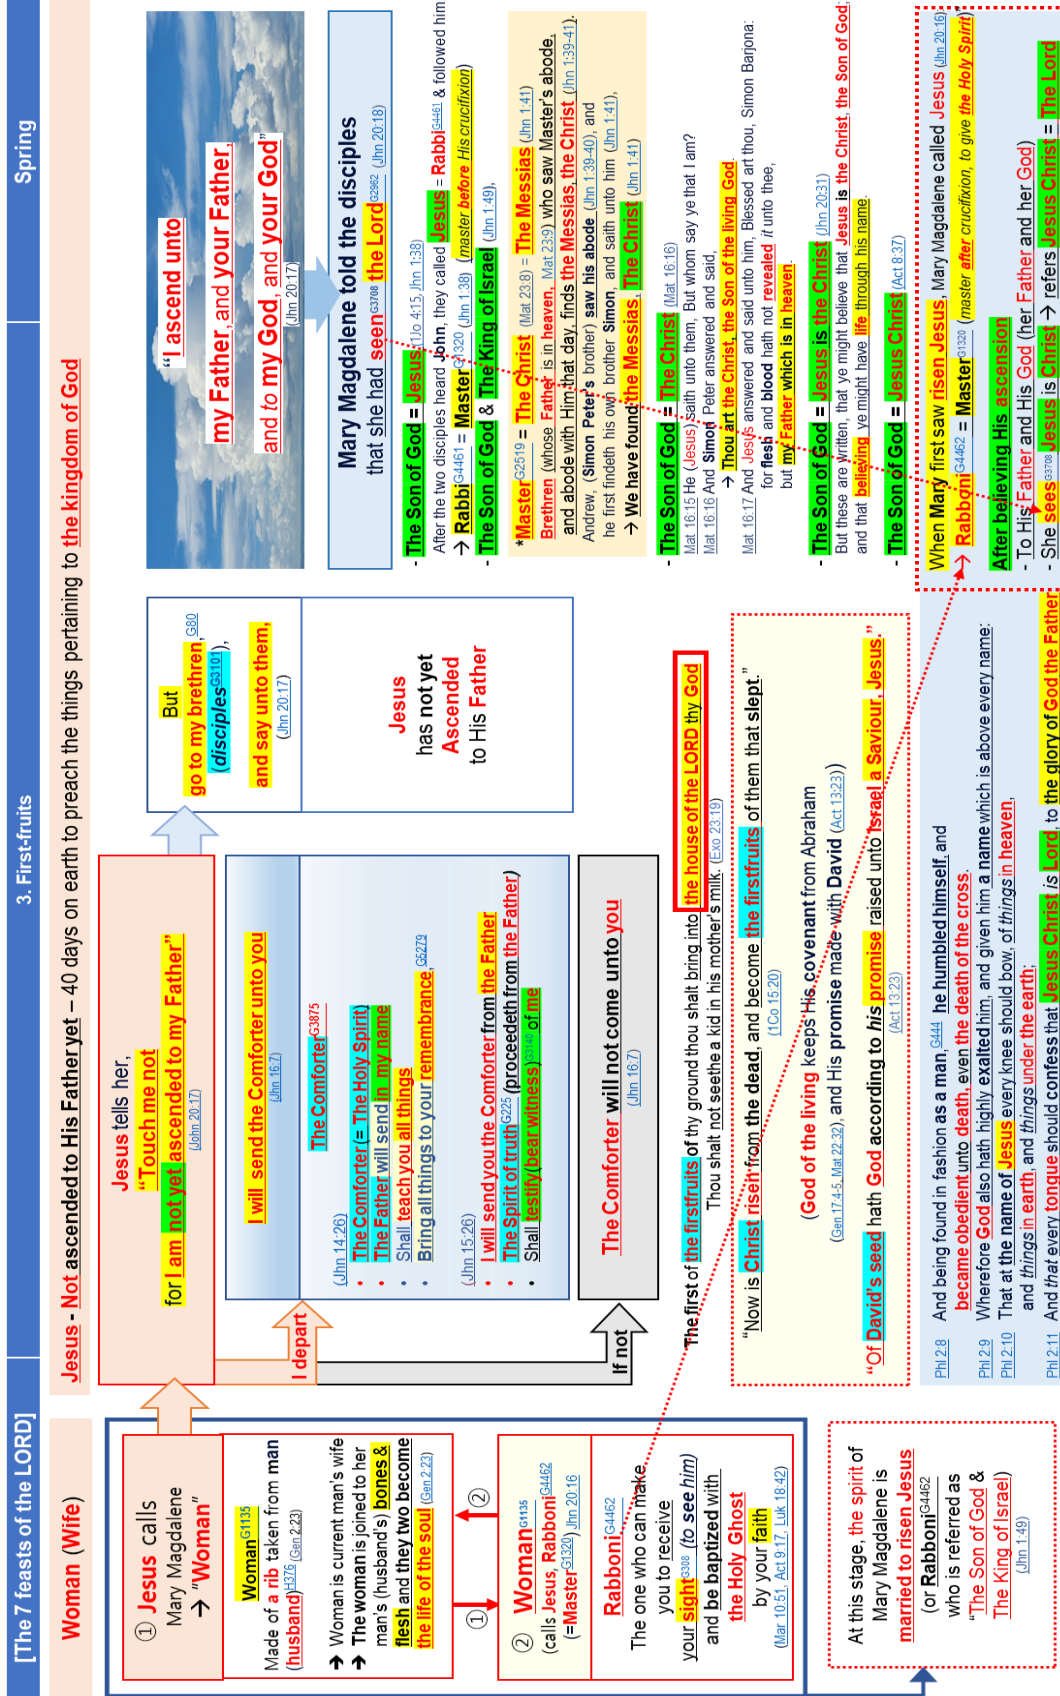 [The 7 feasts of the LORD]
3. First-fruits
Spring
Woman (Wife)
Jesus - Not ascended to His Father yet – 40 days on earth to preach the things pertaining to the kingdom of God
① Jesus calls
Mary Magdalene
➔ "Woman"
Woman G1135
Made of a rib taken from man
(husband) H376 (Gen 2:23)
➔ Woman is current man's wife
➔ The woman is joined to her
man's (husband's) bones &
flesh and they two become
the life of the soul (Gen 2:23)
①
②
② Woman G1135
(calls Jesus, Rabboni G4462
(=Master G1320) Jhn 20:16
Rabboni G4462
The one who can make
you to receive
your sight G308 (to see him)
and be baptized with
the Holy Ghost
by your faith
(Mar 10:51, Act 9:17, Luk 18:42)
At this stage, the spirit of
Mary Magdalene is
married to risen Jesus
(or Rabboni G4462
who is referred as
"The Son of God &
The King of Israel)
(Jhn 1:49)
Jesus tells her,
"Touch me not
for I am not yet ascended to my Father"
(John 20:17)
I depart
If not
I will send the Comforter unto you
(Jhn 16:7)
The Comforter G3875
(Jhn 14:26)
• The Comforter (= The Holy Spirit)
• The Father will send in my name
• Shall teach you all things
• Bring all things to your remembrance, G5279
(Jhn 15:26)
• I will send you the Comforter from the Father
• The Spirit of truth G225 (proceedeth from the Father)
• Shall testify(bear witness) G3140 of me
The Comforter will not come unto you
(Jhn 16:7)
But
go to my brethren, G80
(disciples G3101),
and say unto them,
(Jhn 20:17)
Jesus
has not yet
Ascended
to His Father
The first of the firstfruits of thy ground thou shalt bring into the house of the LORD thy God
Thou shalt not seethe a kid in his mother's milk. (Exo 23:19)
"Now is Christ risen from the dead, and become the firstfruits of them that slept."
(1Co 15:20)
(God of the living keeps His covenant from Abraham
(Gen 17:4-5, Mat 22:32), and His promise made with David (Act 13:23))
"Of David's seed hath God according to his promise raised unto Israel a Saviour, Jesus."
(Act 13:23)
Phl 2:8 And being found in fashion as a man, G444 he humbled himself, and
became obedient unto death, even the death of the cross.
Phl 2:9 Wherefore God also hath highly exalted him, and given him a name which is above every name:
Phl 2:10 That at the name of Jesus every knee should bow, of things in heaven,
and things in earth, and things under the earth;
Phl 2:11 And that every tongue should confess that Jesus Christ is Lord, to the glory of God the Father
"I ascend unto
my Father, and your Father,
and to my God, and your God"
(Jhn 20:17)
Mary Magdalene told the disciples
that she had seen G3708 the Lord G2962 (Jhn 20:18)
- The Son of God = Jesus (1Jo 4:15, Jhn 1:38)
After the two disciples heard John, they called Jesus = Rabbi G4461 & followed him
→ Rabbi G4461 = Master G1320 (Jhn 1:38) (master before His crucifixion)
- The Son of God & The King of Israel (Jhn 1:49),
*Master G2519 = The Christ (Mat 23:8) = The Messias (Jhn 1:41)
Brethren (whose Father is in heaven, Mat 23:9) who saw Master's abode,
and abode with Him that day, finds the Messias, the Christ (Jhn 1:39-41).
Andrew, (Simon Peter's brother) saw his abode (Jhn 1:39-40), and
he first findeth his own brother Simon, and saith unto him (Jhn 1:41),
→ We have found the Messias, The Christ (Jhn 1:41)
- The Son of God = The Christ (Mat 16:16)
Mat 16:15 He (Jesus) saith unto them, But whom say ye that I am?
Mat 16:16 And Simon Peter answered and said,
→ Thou art the Christ, the Son of the living God.
Mat 16:17 And Jesus answered and said unto him, Blessed art thou, Simon Barjona:
for flesh and blood hath not revealed it unto thee,
but my Father which is in heaven.
- The Son of God = Jesus is the Christ (Jhn 20:31)
But these are written, that ye might believe that Jesus is the Christ, the Son of God;
and that believing ye might have life through his name.
- The Son of God = Jesus Christ (Act 8:37)
When Mary first saw risen Jesus, Mary Magdalene called Jesus (Jhn 20:16)
→ Rabboni G4462 = Master G1320 (master after crucifixion, to give the Holy Spirit)"
After believing His ascension
- To His Father and His God (her Father and her God)
- She sees G3708 Jesus is Christ → refers Jesus Christ = The Lord